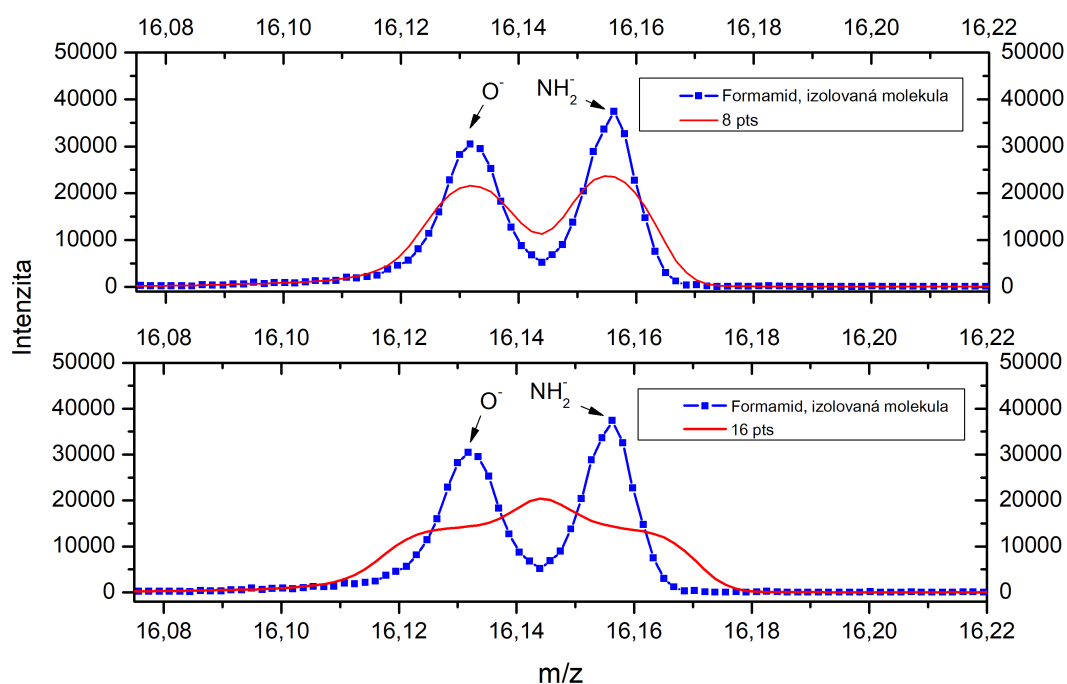 16,08 16,10 16,12 16,14 16,16 16,18 16,20 16,22
50000 50000
O⁻ NH₂⁻
Formamid, izolovaná molekula
8 pts
40000 40000
30000 30000
20000 20000
10000 10000
0 0
Intenzita
16,08 16,10 16,12 16,14 16,16 16,18 16,20 16,22
50000 50000
O⁻ NH₂⁻
Formamid, izolovaná molekula
16 pts
40000 40000
30000 30000
20000 20000
10000 10000
0 0
16,08 16,10 16,12 16,14 16,16 16,18 16,20 16,22
m/z